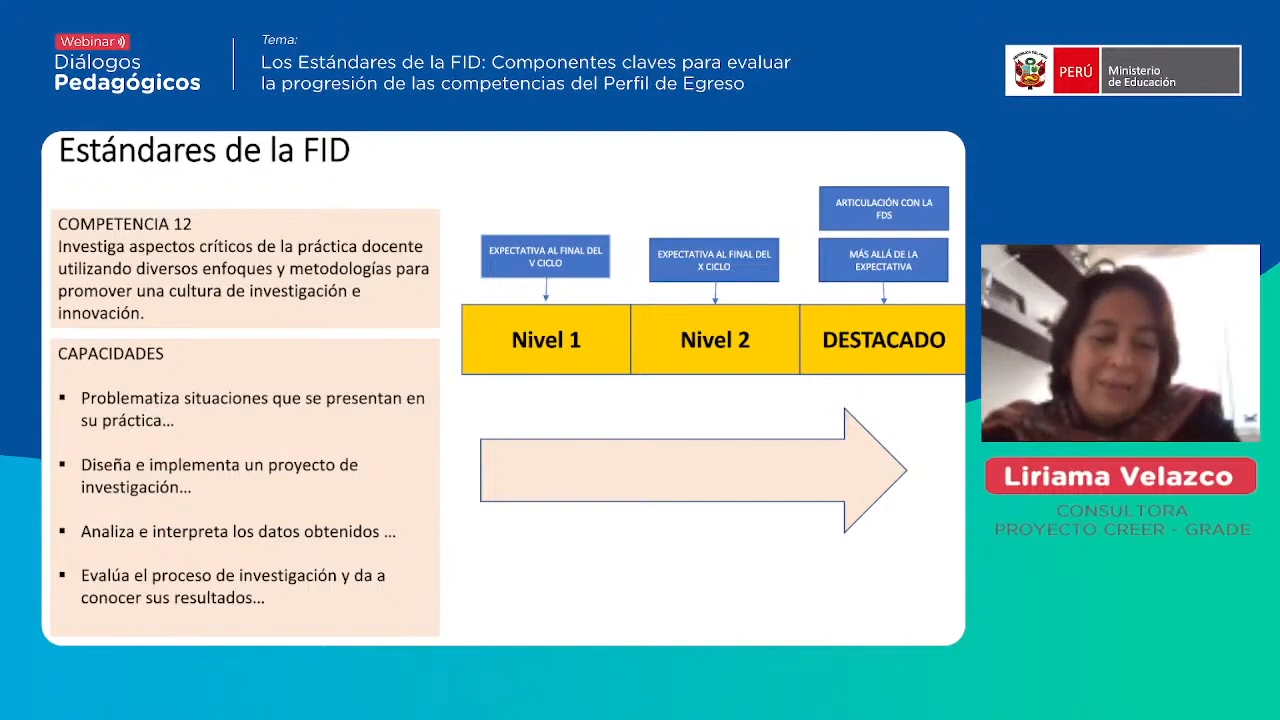 Webinar
Diálogos
Pedagógicos
Tema:
Los Estándares de la FID: Componentes claves para evaluar
la progresión de las competencias del Perfil de Egreso
PERÚ
Ministerio
de Educación
Estándares de la FID
COMPETENCIA 12
Investiga aspectos críticos de la práctica docente
utilizando diversos enfoques y metodologías para
promover una cultura de investigación e
innovación.
CAPACIDADES
▪ Problematiza situaciones que se presentan en
su práctica...
▪ Diseña e implementa un proyecto de
investigación...
▪ Analiza e interpreta los datos obtenidos ...
▪ Evalúa el proceso de investigación y da a
conocer sus resultados...
EXPECTATIVA AL FINAL DEL
V CICLO
EXPECTATIVA AL FINAL DEL
X CICLO
ARTICULACIÓN CON LA
FDS
MÁS ALLÁ DE LA
EXPECTATIVA
Nivel 1
Nivel 2
DESTACADO
Liriama Velazco
CONSULTORA
PROYECTO CREER - GRADE